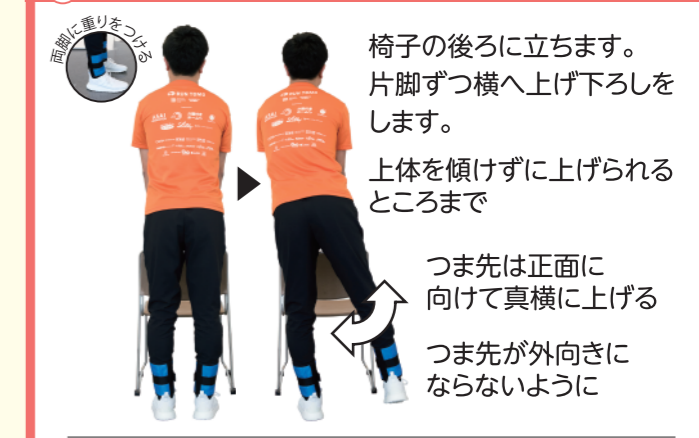 両脚に重りをつける
椅子の後ろに立ちます。
片脚ずつ横へ上げ下ろしを
します。
上体を傾けずに上げられる
ところまで
つま先は正面に
向けて真横に上げる
つま先が外向きに
ならないように